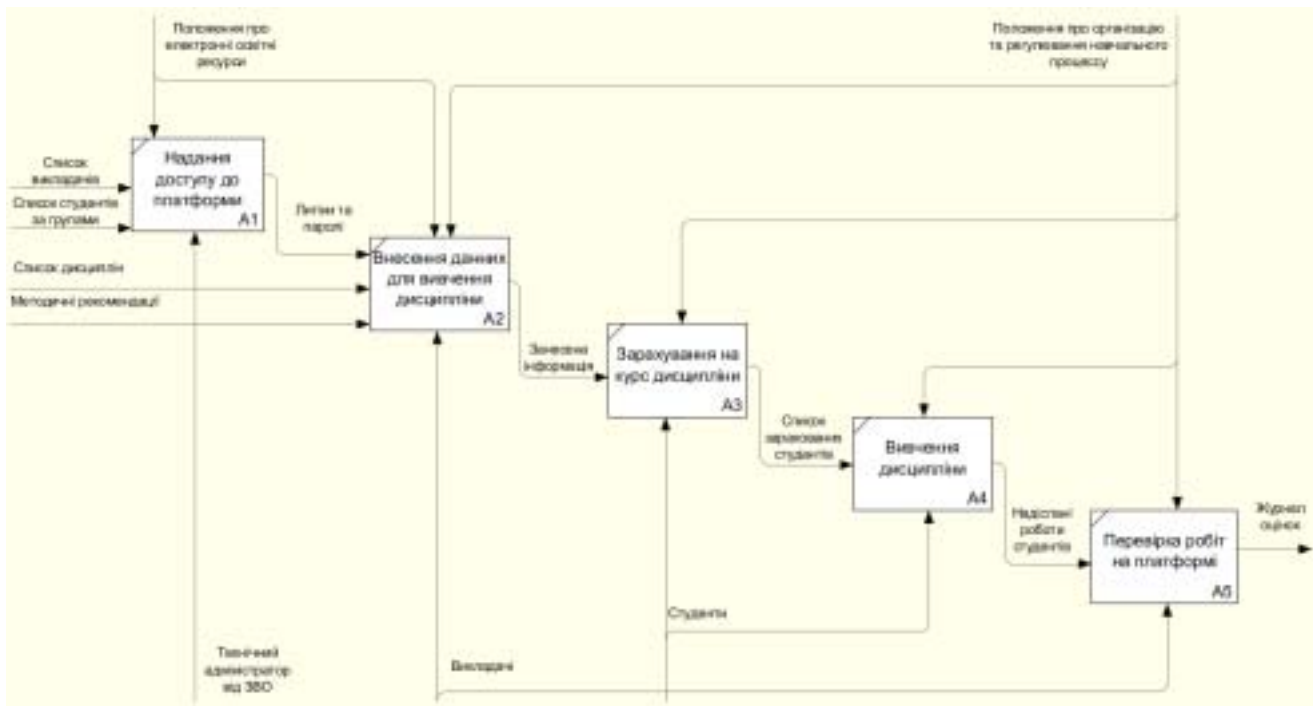 Положення про
електронні освітні
ресурси
Положення про організацію
та регулювання навчального
процессу
Список
викладачів
Список студентів
за групами
Надання
доступу до
платформи
A1
Логіни та
паролі
Список дисциплін
Методичні рекомендації
Внесення данних
для вивчення
дисципліни
A2
Занесена
інформація
Зарахування на
курс дисципліни
A3
Список
зарахованих
студентів
Вивчення
дисципліни
A4
Надіслані
роботи
студентів
Перевірка робіт
на платформі
A5
Журнал
оцінок
Студенти
Технічний
адміністратор
від ЗВО
Викладачі